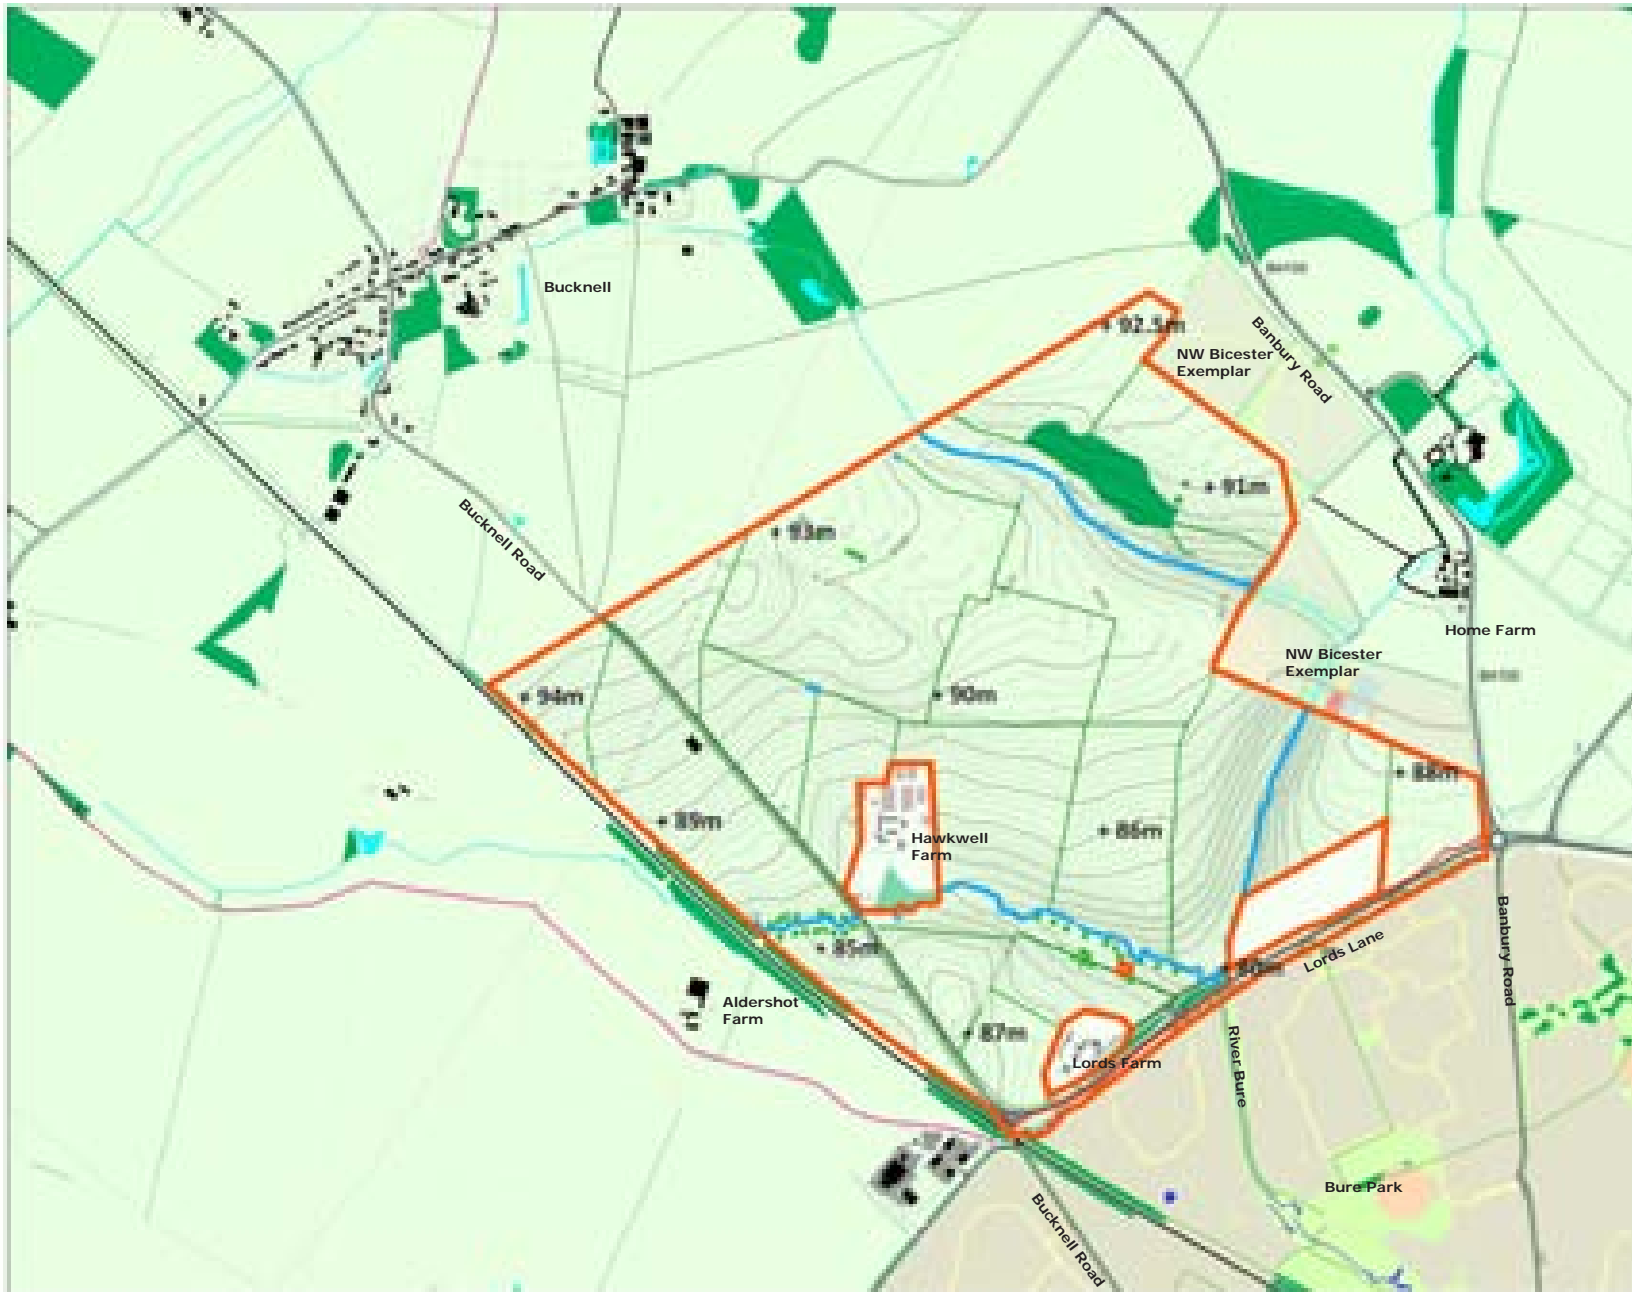 Bucknell
+ 92.5m
NW Bicester
Exemplar
Banbury Road
+ 91m
+ 93m
Bucknell Road
Home Farm
NW Bicester
Exemplar
+ 94m
+ 90m
+ 88m
+ 89m
+ 86m
Hawkwell
Farm
+ 85m
Lords Lane
Banbury Road
Aldershot
Farm
+ 87m
Lords Farm
River Bure
Bure Park
Bucknell Road